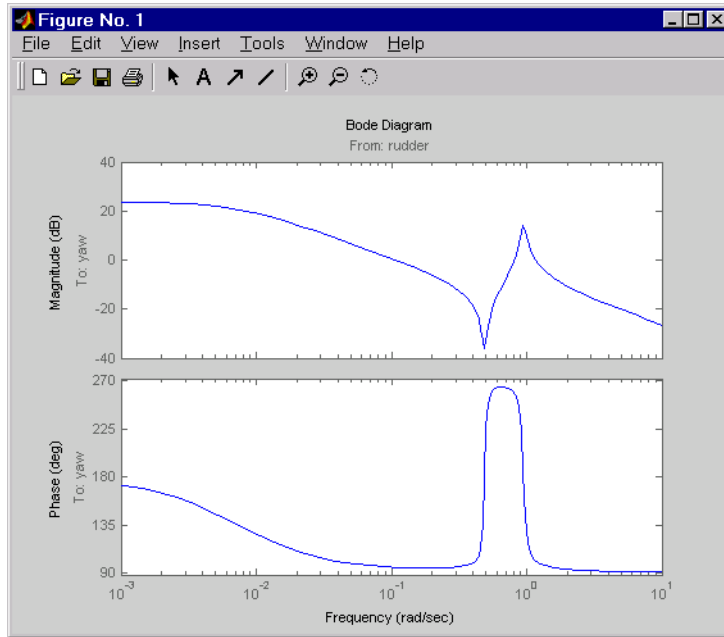 Figure No. 1
File Edit View Insert Tools Window Help
A
Bode Diagram
From: rudder
Magnitude (dB)
To: yaw
40
20
0
-20
-40
Phase (deg)
To: yaw
270
225
180
135
90
10^-3 10^-2 10^-1 10^0 10^1
Frequency (rad/sec)